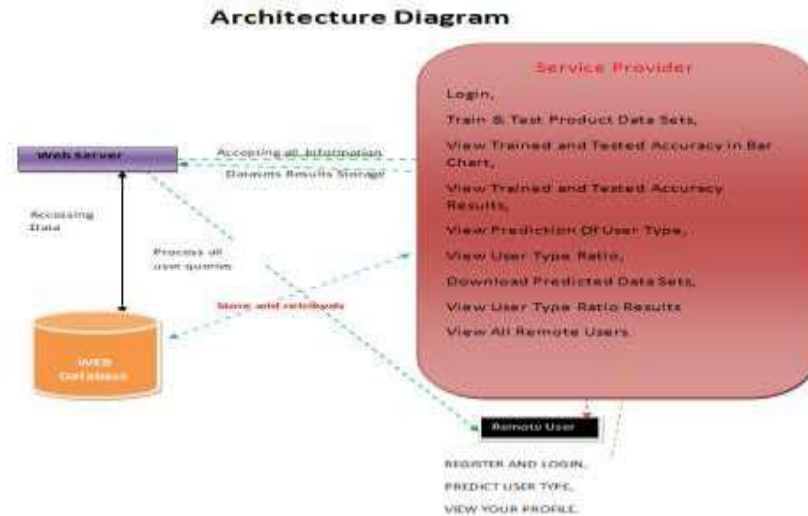 Architecture Diagram
Service Provider
Login,
Train & Test Product Data Sets,
View Trained and Tested Accuracy in Bar
Chart,
View Trained and Tested Accuracy
Results,
View Prediction Of User Type,
View User Type Ratio,
Download Predicted Data Sets,
View User Type Ratio Results
View All Remote Users.
Web Server
Accepting all Information
Datasets Results Storage
Accessing
Data
Process all
user queries
Store and retrievals
WEB
Database
Remote User
REGISTER AND LOGIN,
PREDICT USER TYPE,
VIEW YOUR PROFILE.